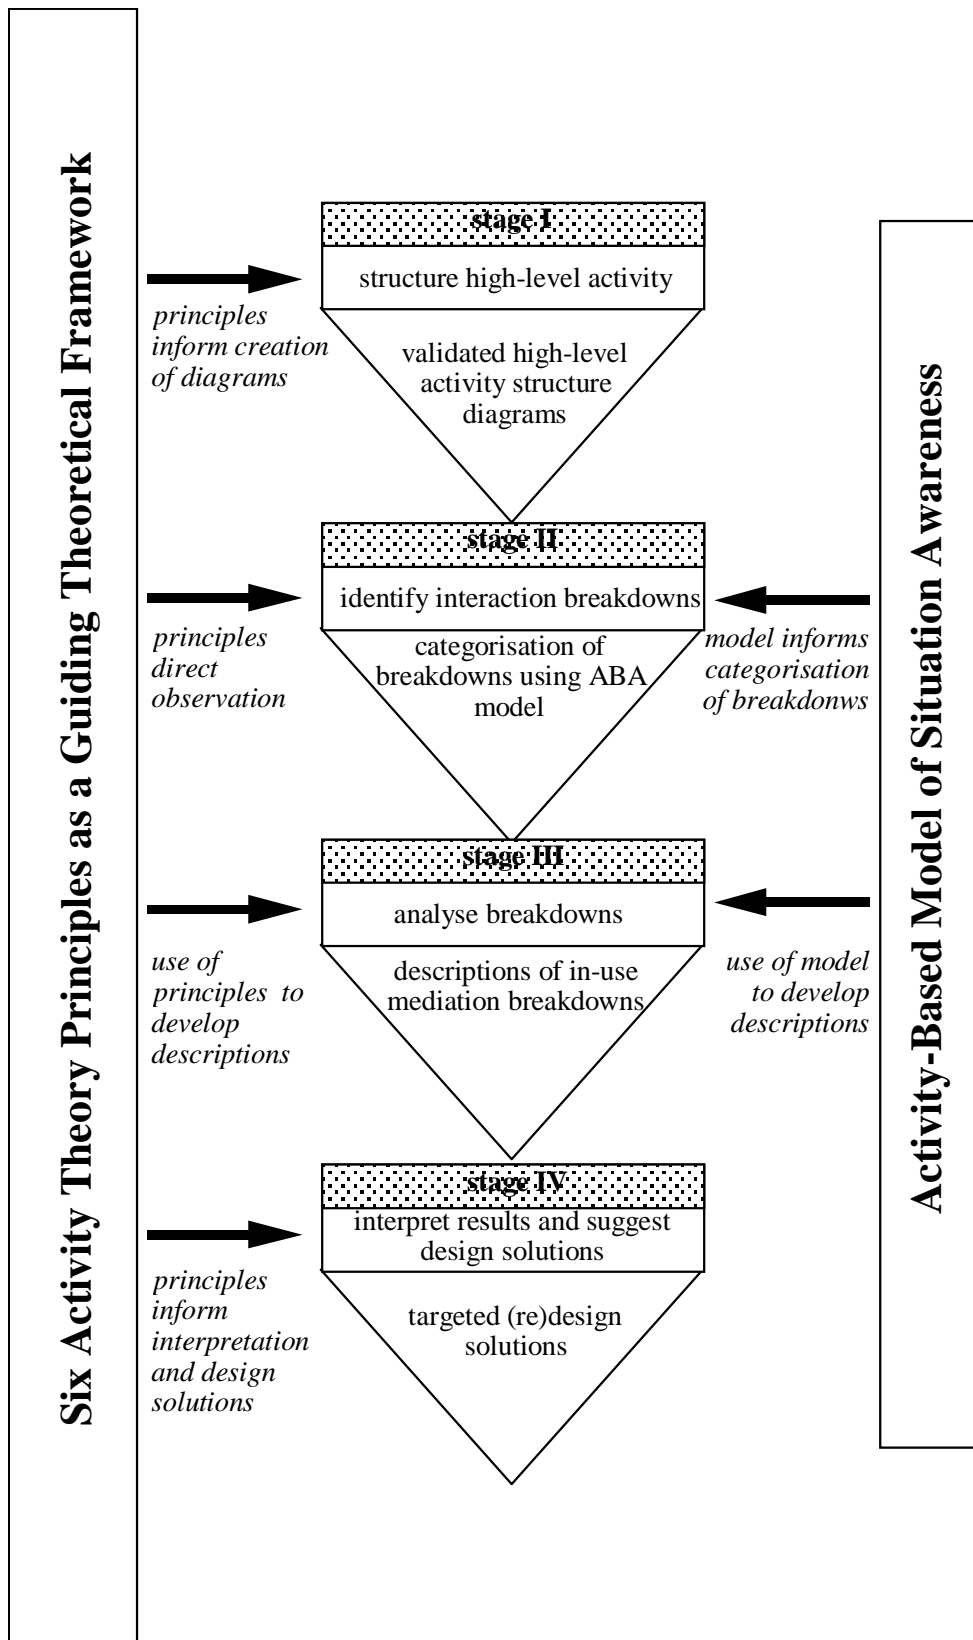 Six Activity Theory Principles as a Guiding Theoretical Framework
stage I
structure high-level activity
principles
inform creation
of diagrams
validated high-level
activity structure
diagrams
stage II
identify interaction breakdowns
principles
direct
observation
categorisation of
breakdowns using ABA
model
model informs
categorisation
of breakdonws
stage III
analyse breakdowns
use of
principles to
develop
descriptions
descriptions of in-use
mediation breakdowns
use of model
to develop
descriptions
stage IV
interpret results and suggest
design solutions
principles
inform
interpretation
and design
solutions
targeted (re)design
solutions
Activity-Based Model of Situation Awareness